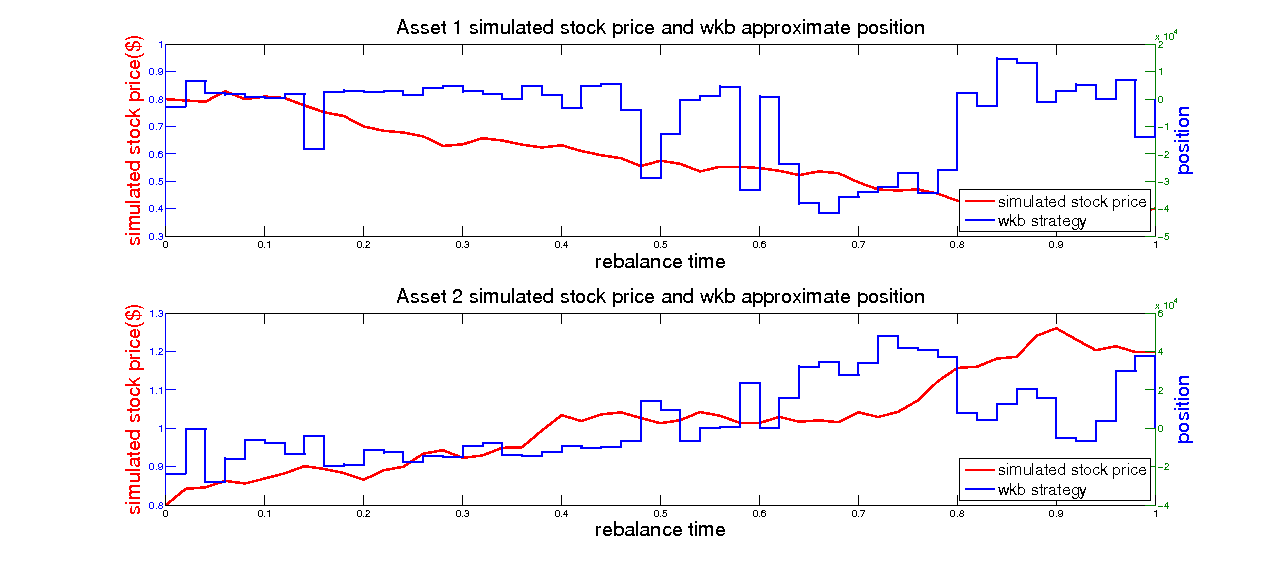 Asset 1 simulated stock price and wkb approximate position
x 10^4
simulated stock price($)
1
0.9
0.8
0.7
0.6
0.5
0.4
0.3
2
1
0
−1
−2
−3
−4
−5
position
simulated stock price
wkb strategy
0 0.1 0.2 0.3 0.4 0.5 0.6 0.7 0.8 0.9 1
rebalance time
Asset 2 simulated stock price and wkb approximate position
x 10^4
simulated stock price($)
1.3
1.2
1.1
1
0.9
0.8
6
4
2
0
−2
−4
position
simulated stock price
wkb strategy
0 0.1 0.2 0.3 0.4 0.5 0.6 0.7 0.8 0.9 1
rebalance time